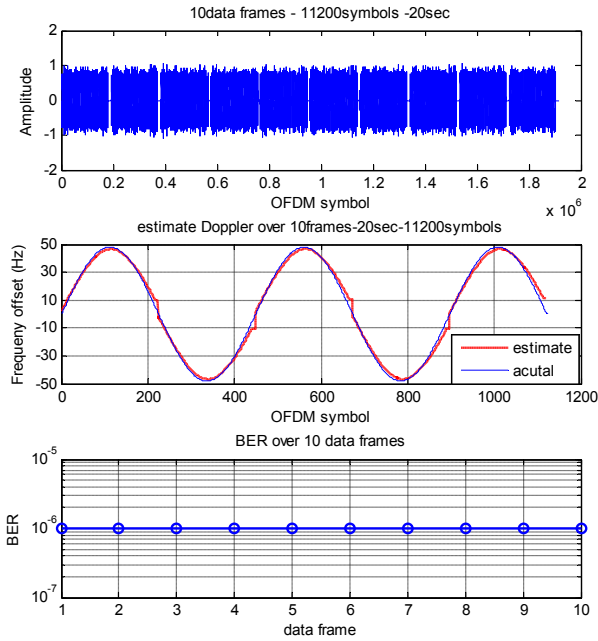 10data frames - 11200symbols -20sec
2
1
0
-1
-2
Amplitude
0 0.2 0.4 0.6 0.8 1 1.2 1.4 1.6 1.8 2
OFDM symbol
x 10^6
estimate Doppler over 10frames-20sec-11200symbols
50
30
10
-10
-30
-50
Frequeny offset (Hz)
estimate
acutal
0 200 400 600 800 1000 1200
OFDM symbol
BER over 10 data frames
10^-5
10^-6
10^-7
BER
1 2 3 4 5 6 7 8 9 10
data frame